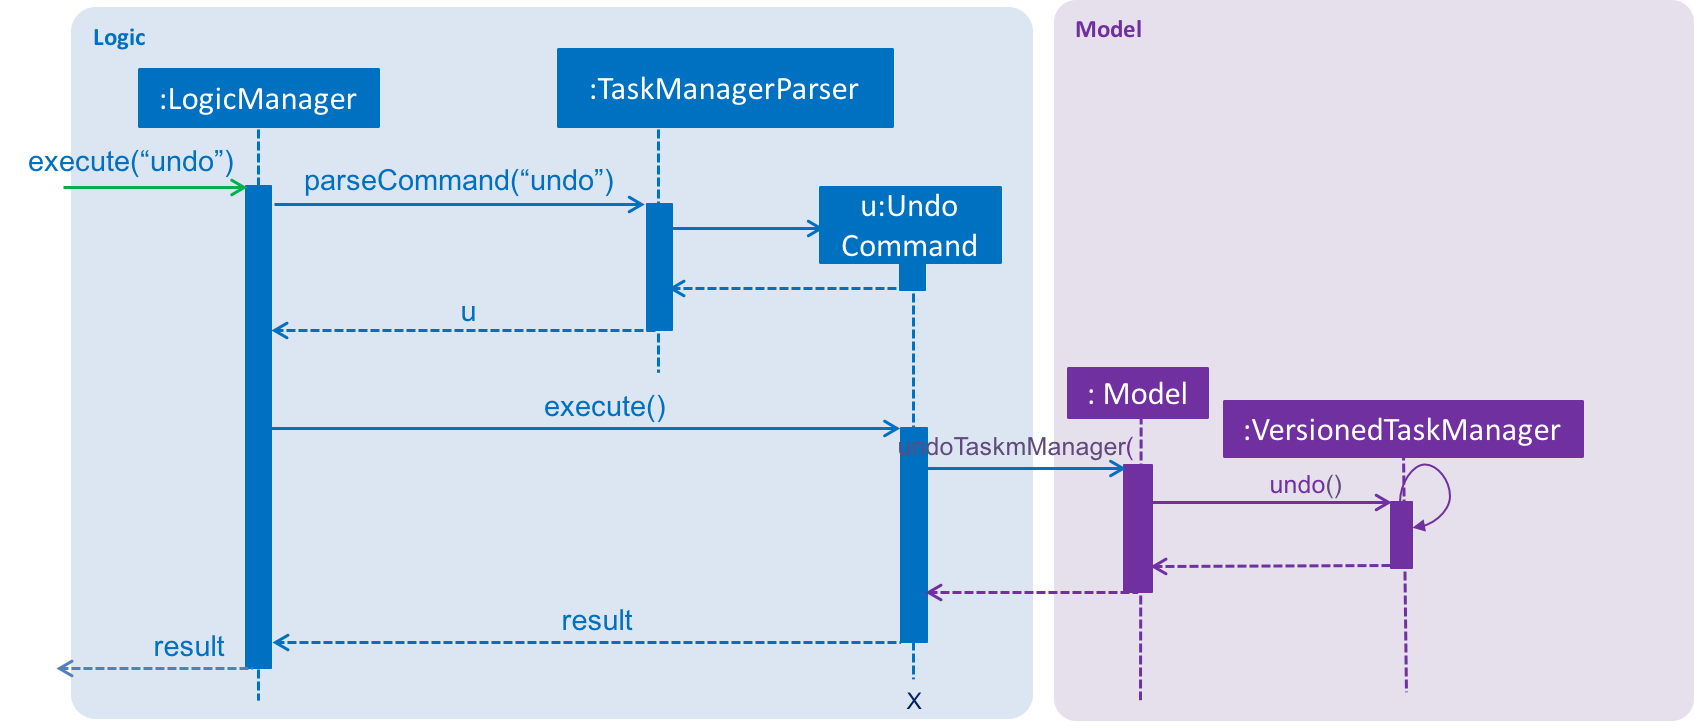 Logic
Model
:LogicManager
:TaskManagerParser
execute(“undo”)
parseCommand(“undo”)
u:Undo
Command
u
: Model
execute()
:VersionedTaskManager
undoTaskmManager(
undo()
result
result
X